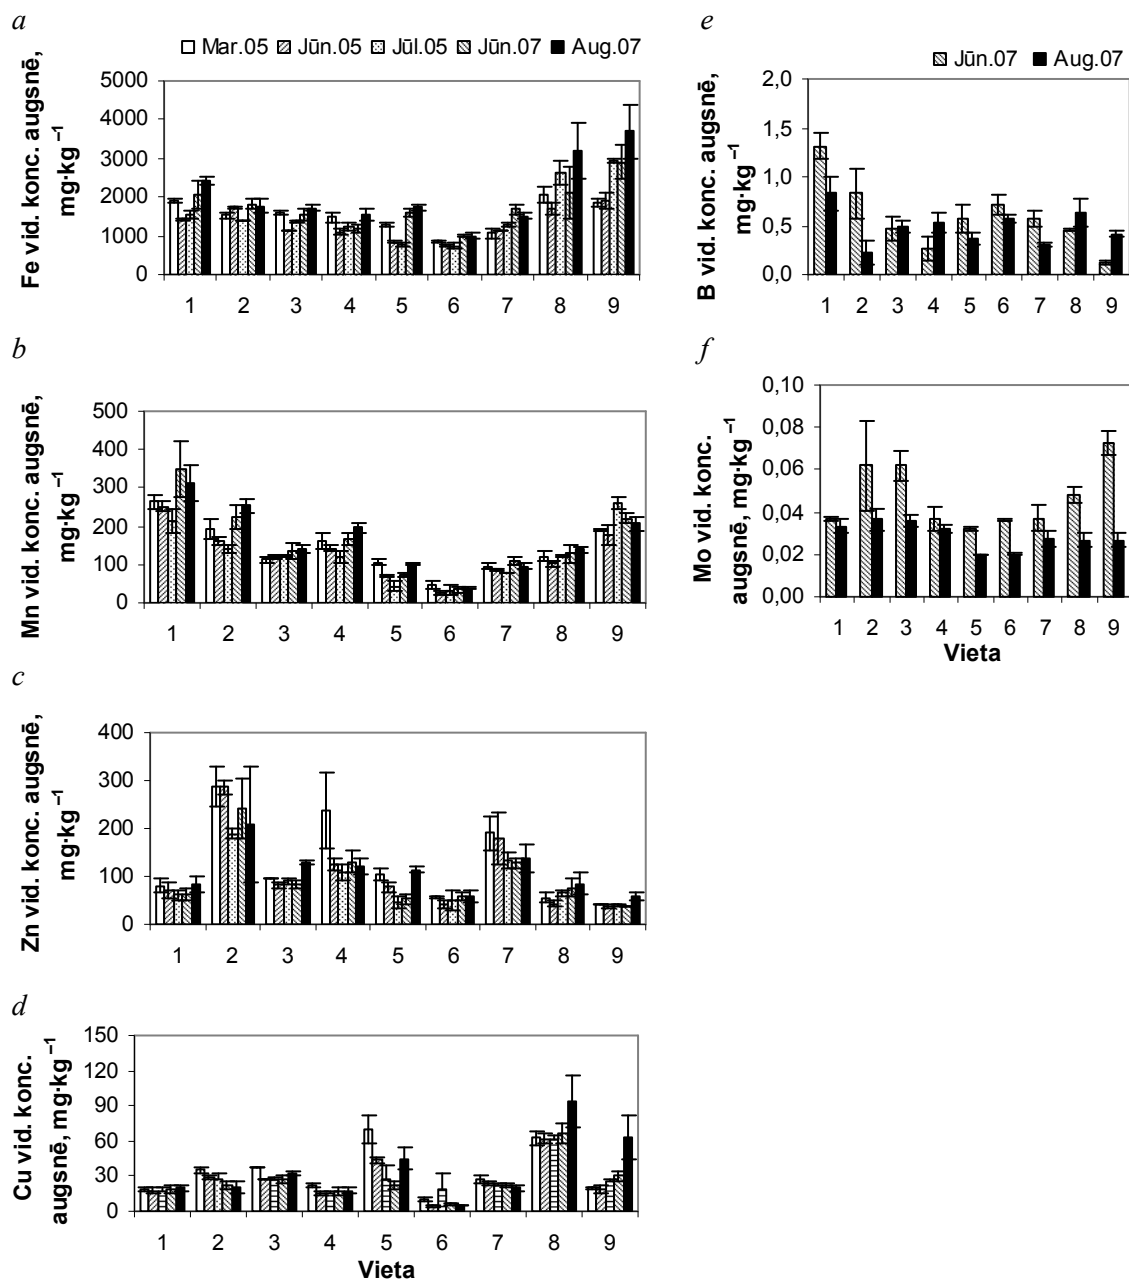 a
Mar.05 Jūn.05 Jūl.05 Jūn.07 Aug.07
Fe vid. konc. augsnē,
mg·kg⁻¹
5000
4000
3000
2000
1000
0
1 2 3 4 5 6 7 8 9
b
Mn vid. konc. augsnē,
mg·kg⁻¹
500
400
300
200
100
0
1 2 3 4 5 6 7 8 9
c
Zn vid. konc. augsnē,
mg·kg⁻¹
400
300
200
100
0
1 2 3 4 5 6 7 8 9
d
Cu vid. konc.
augsnē, mg·kg⁻¹
150
120
90
60
30
0
1 2 3 4 5 6 7 8 9
Vieta
e
Jūn.07 Aug.07
B vid. konc. augsnē,
mg·kg⁻¹
2,0
1,5
1,0
0,5
0,0
1 2 3 4 5 6 7 8 9
f
Mo vid. konc.
augsnē, mg·kg⁻¹
0,10
0,08
0,06
0,04
0,02
0,00
1 2 3 4 5 6 7 8 9
Vieta